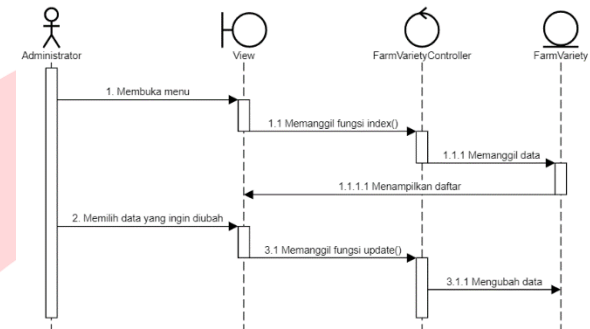 Administrator
View
FarmVarietyController
FarmVariety
1. Membuka menu
1.1 Memanggil fungsi index()
1.1.1 Memanggil data
1.1.1.1 Menampilkan daftar
2. Memilih data yang ingin diubah
3.1 Memanggil fungsi update()
3.1.1 Mengubah data